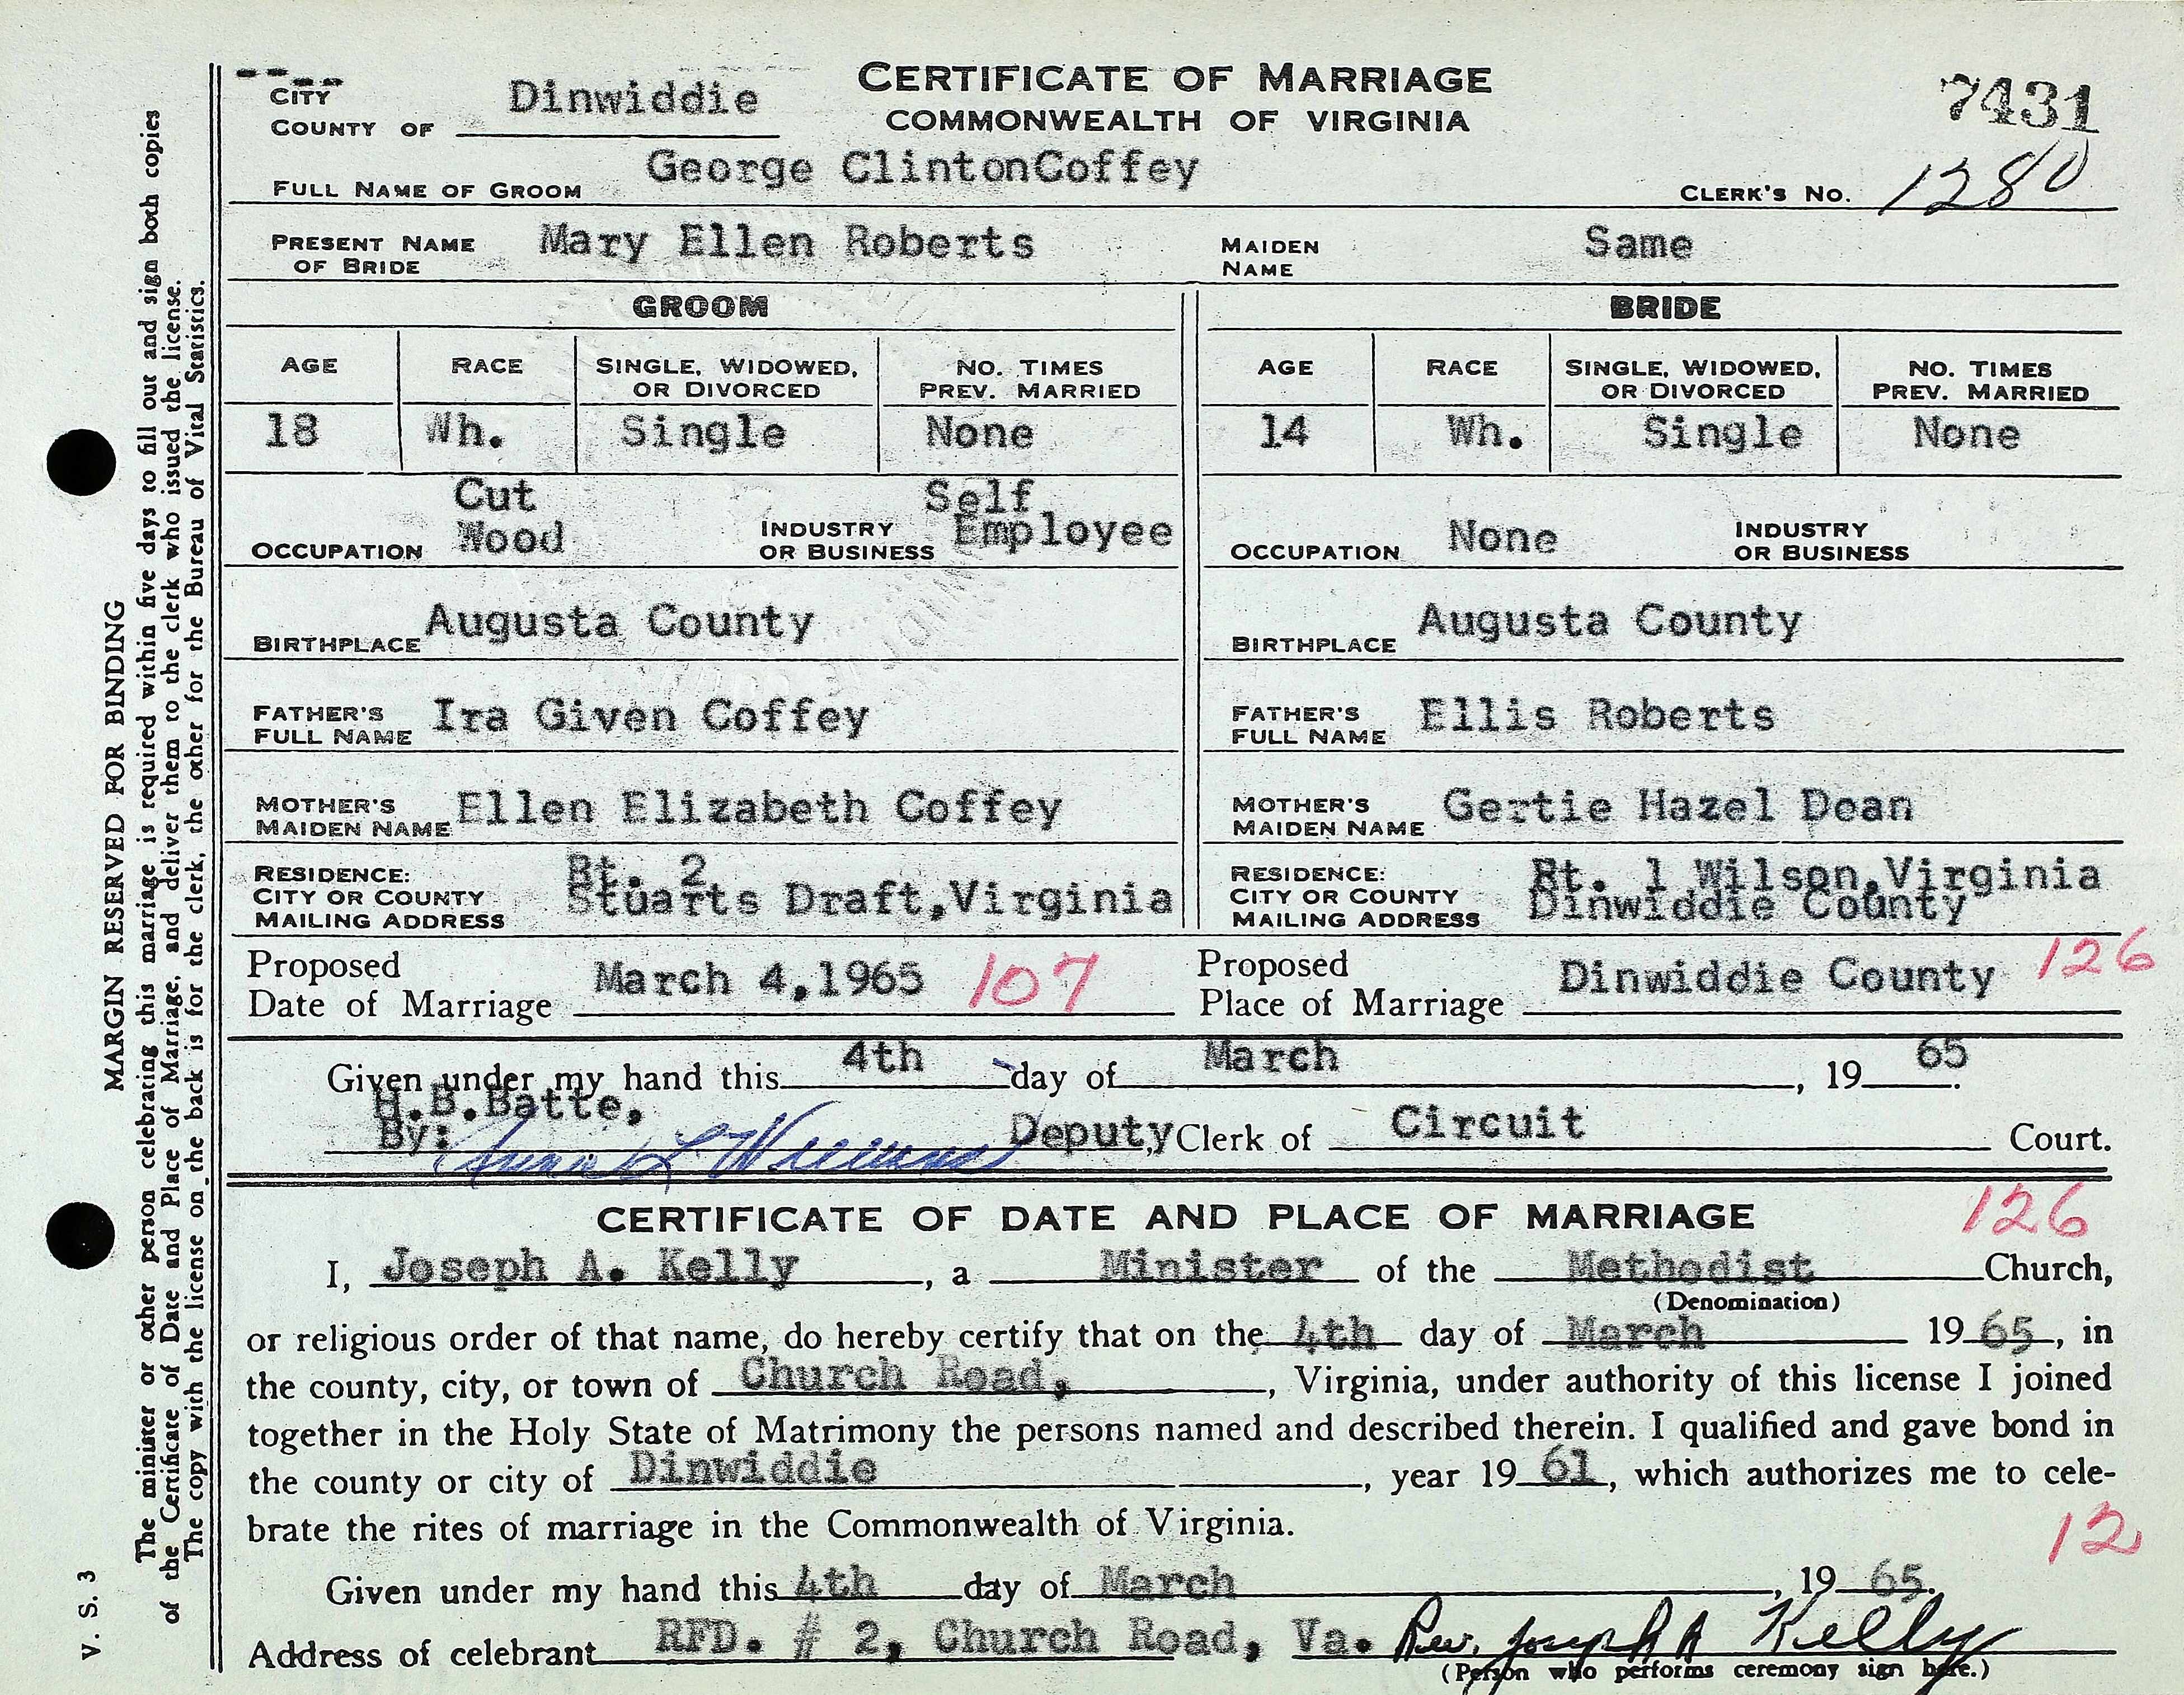 CERTIFICATE OF MARRIAGE
COMMONWEALTH OF VIRGINIA
7431
CITY
COUNTY OF Dinwiddie
FULL NAME OF GROOM George ClintonCoffey CLERK'S NO. 1280
PRESENT NAME OF BRIDE Mary Ellen Roberts MAIDEN NAME Same
GROOM
AGE RACE SINGLE, WIDOWED, OR DIVORCED NO. TIMES PREV. MARRIED
18 Wh. Single None
OCCUPATION Cut Wood INDUSTRY OR BUSINESS Self Employee
BIRTHPLACE Augusta County
FATHER'S FULL NAME Ira Given Coffey
MOTHER'S MAIDEN NAME Ellen Elizabeth Coffey
RESIDENCE: CITY OR COUNTY MAILING ADDRESS Rt. 2 Stuarts Draft,Virginia
BRIDE
AGE RACE SINGLE, WIDOWED, OR DIVORCED NO. TIMES PREV. MARRIED
14 Wh. Single None
OCCUPATION None INDUSTRY OR BUSINESS
BIRTHPLACE Augusta County
FATHER'S FULL NAME Ellis Roberts
MOTHER'S MAIDEN NAME Gertie Hazel Dean
RESIDENCE: CITY OR COUNTY MAILING ADDRESS Rt. 1 Wilson,Virginia Dinwiddie County
Proposed Date of Marriage March 4,1965 107 Proposed Place of Marriage Dinwiddie County 126
Given under my hand this 4th day of March, 19 65.
H.B.Batte,
By: Deputy, Clerk of Circuit Court.
CERTIFICATE OF DATE AND PLACE OF MARRIAGE 126
I, Joseph A. Kelly, a Minister of the Methodist Church,
(Denomination)
or religious order of that name, do hereby certify that on the 4th day of March 19 65, in
the county, city, or town of Church Road, , Virginia, under authority of this license I joined
together in the Holy State of Matrimony the persons named and described therein. I qualified and gave bond in
the county or city of Dinwiddie, year 19 61, which authorizes me to cele-
brate the rites of marriage in the Commonwealth of Virginia.
12
Given under my hand this 4th day of March, 19 65.
Address of celebrant RFD. # 2, Church Road, Va. Rev. Joseph A Kelly
(Person who performs ceremony sign here.)
MARGIN RESERVED FOR BINDING
The minister or other person celebrating this marriage is required within five days to fill out and sign both copies
of the Certificate of Date and Place of Marriage, and deliver them to the clerk who issued the license.
The copy with the license on the back is for the clerk, the other for the Bureau of Vital Statistics.
V. S. 3